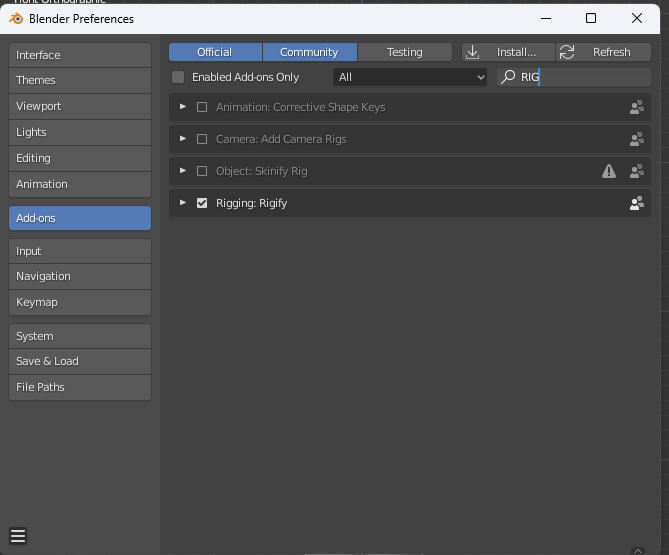 Front Orthographic
Blender Preferences
Interface
Themes
Viewport
Lights
Editing
Animation
Add-ons
Input
Navigation
Keymap
System
Save & Load
File Paths
Official Community Testing Install... Refresh
Enabled Add-ons Only All RIG
Animation: Corrective Shape Keys
Camera: Add Camera Rigs
Object: Skinify Rig
Rigging: Rigify